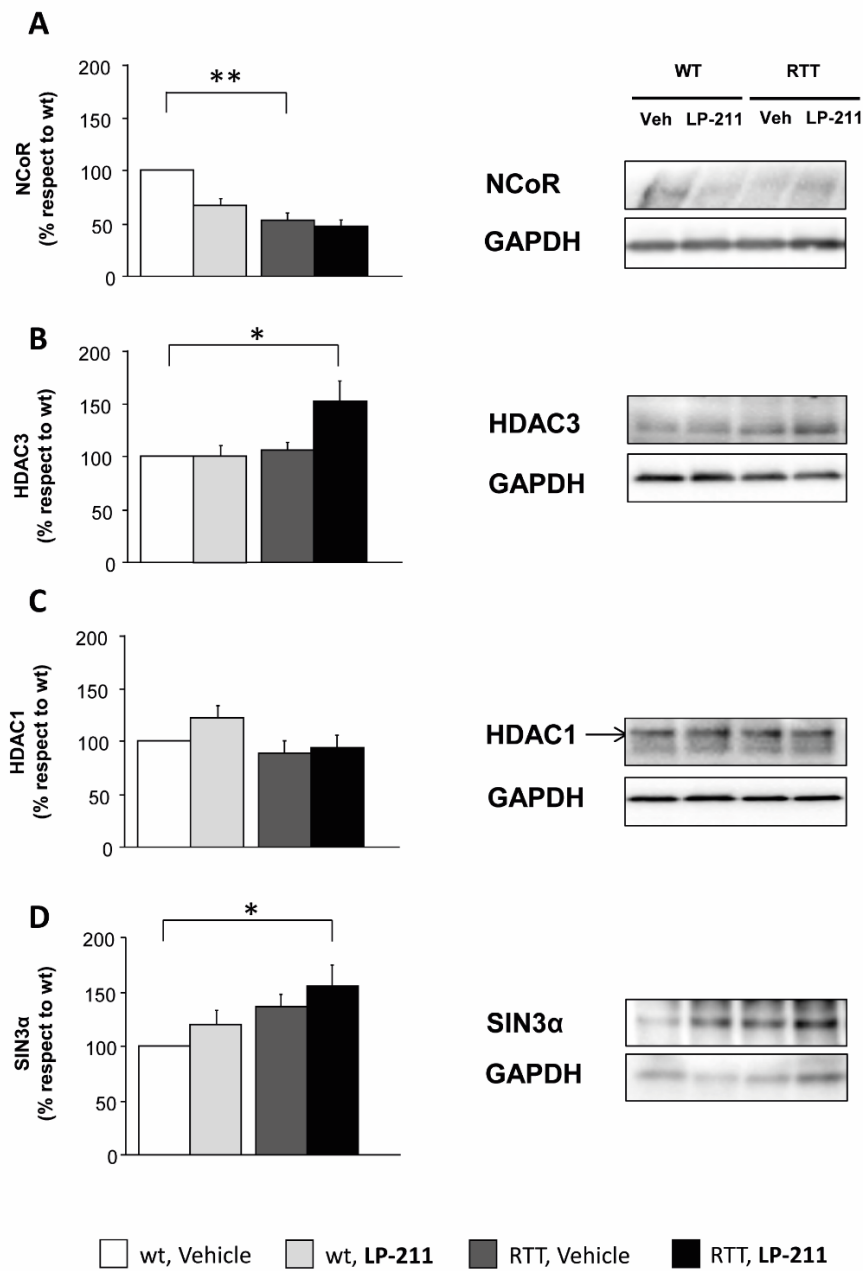 A
NCoR
(% respect to wt)
200
150
100
50
0
**
WT
RTT
Veh
LP-211
Veh
LP-211
NCoR
GAPDH
B
HDAC3
(% respect to wt)
200
150
100
50
0
*
HDAC3
GAPDH
C
HDAC1
(% respect to wt)
200
150
100
50
0
HDAC1
GAPDH
D
SIN3α
(% respect to wt)
200
150
100
50
0
*
SIN3α
GAPDH
wt, Vehicle
wt, LP-211
RTT, Vehicle
RTT, LP-211